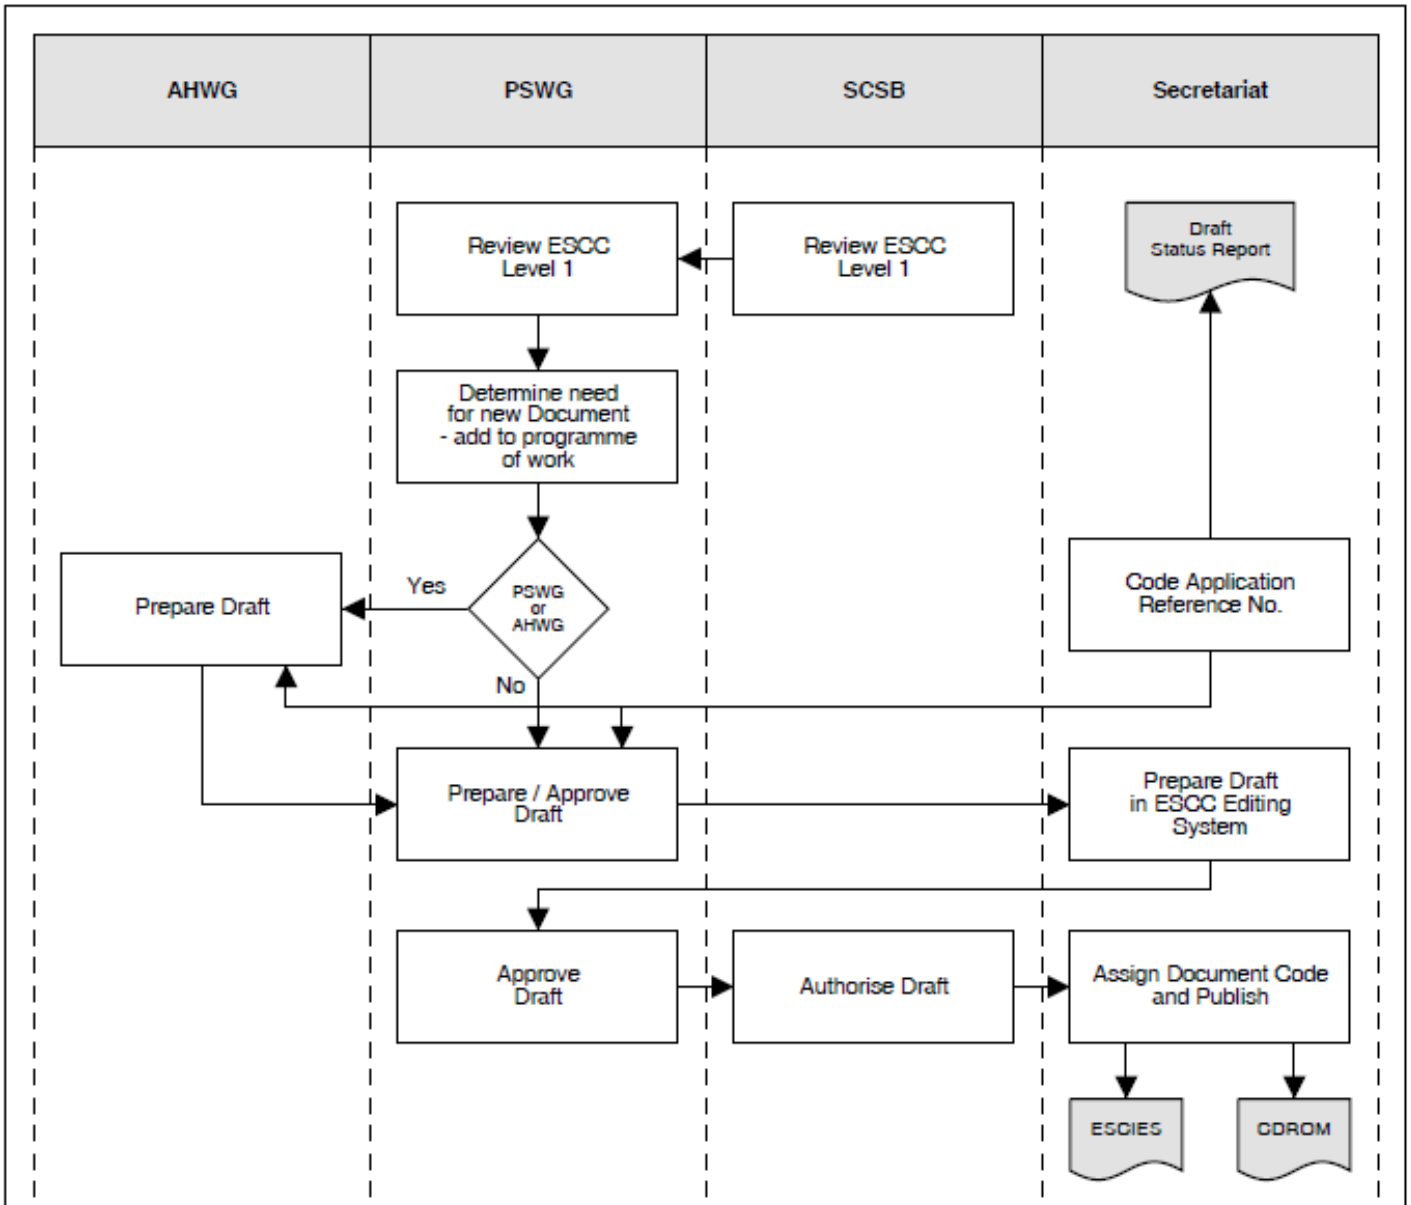 AHWG
PSWG
SCSB
Secretariat
Review ESCC
Level 1
Review ESCC
Level 1
Draft
Status Report
Determine need
for new Document
- add to programme
of work
Yes
PSWG
or
AHWG
Prepare Draft
Code Application
Reference No.
No
Prepare / Approve
Draft
Prepare Draft
in ESCC Editing
System
Approve
Draft
Authorise Draft
Assign Document Code
and Publish
ESCIES
CDROM